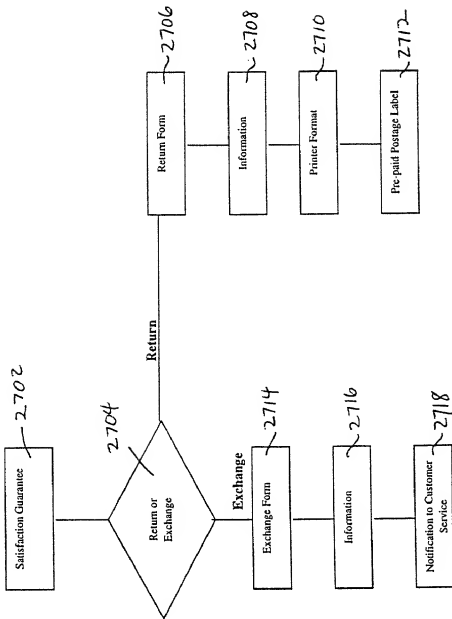 Satisfaction Guarantee
2702
Return or
Exchange
2704
Return
Return Form
2706
Information
2708
Printer Format
2710
Pre-paid Postage Label
2712
Exchange
Exchange Form
2714
Information
2716
Notification to Customer
Service
2718